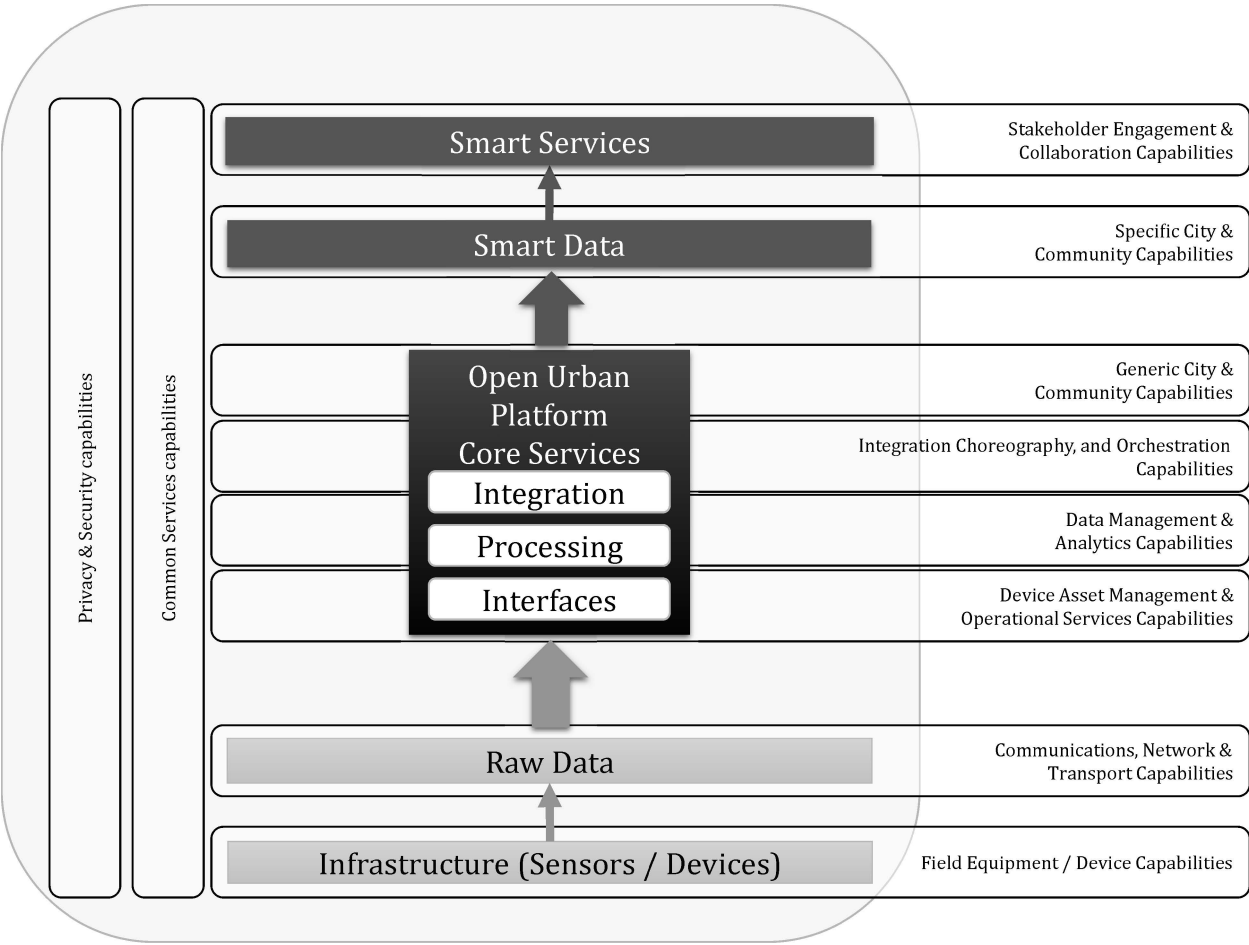 Smart Services
Stakeholder Engagement &
Collaboration Capabilities
Smart Data
Specific City &
Community Capabilities
Privacy & Security capabilities
Common Services capabilities
Open Urban
Platform
Core Services
Integration
Processing
Interfaces
Generic City &
Community Capabilities
Integration Choreography, and Orchestration
Capabilities
Data Management &
Analytics Capabilities
Device Asset Management &
Operational Services Capabilities
Raw Data
Communications, Network &
Transport Capabilities
Infrastructure (Sensors / Devices)
Field Equipment / Device Capabilities